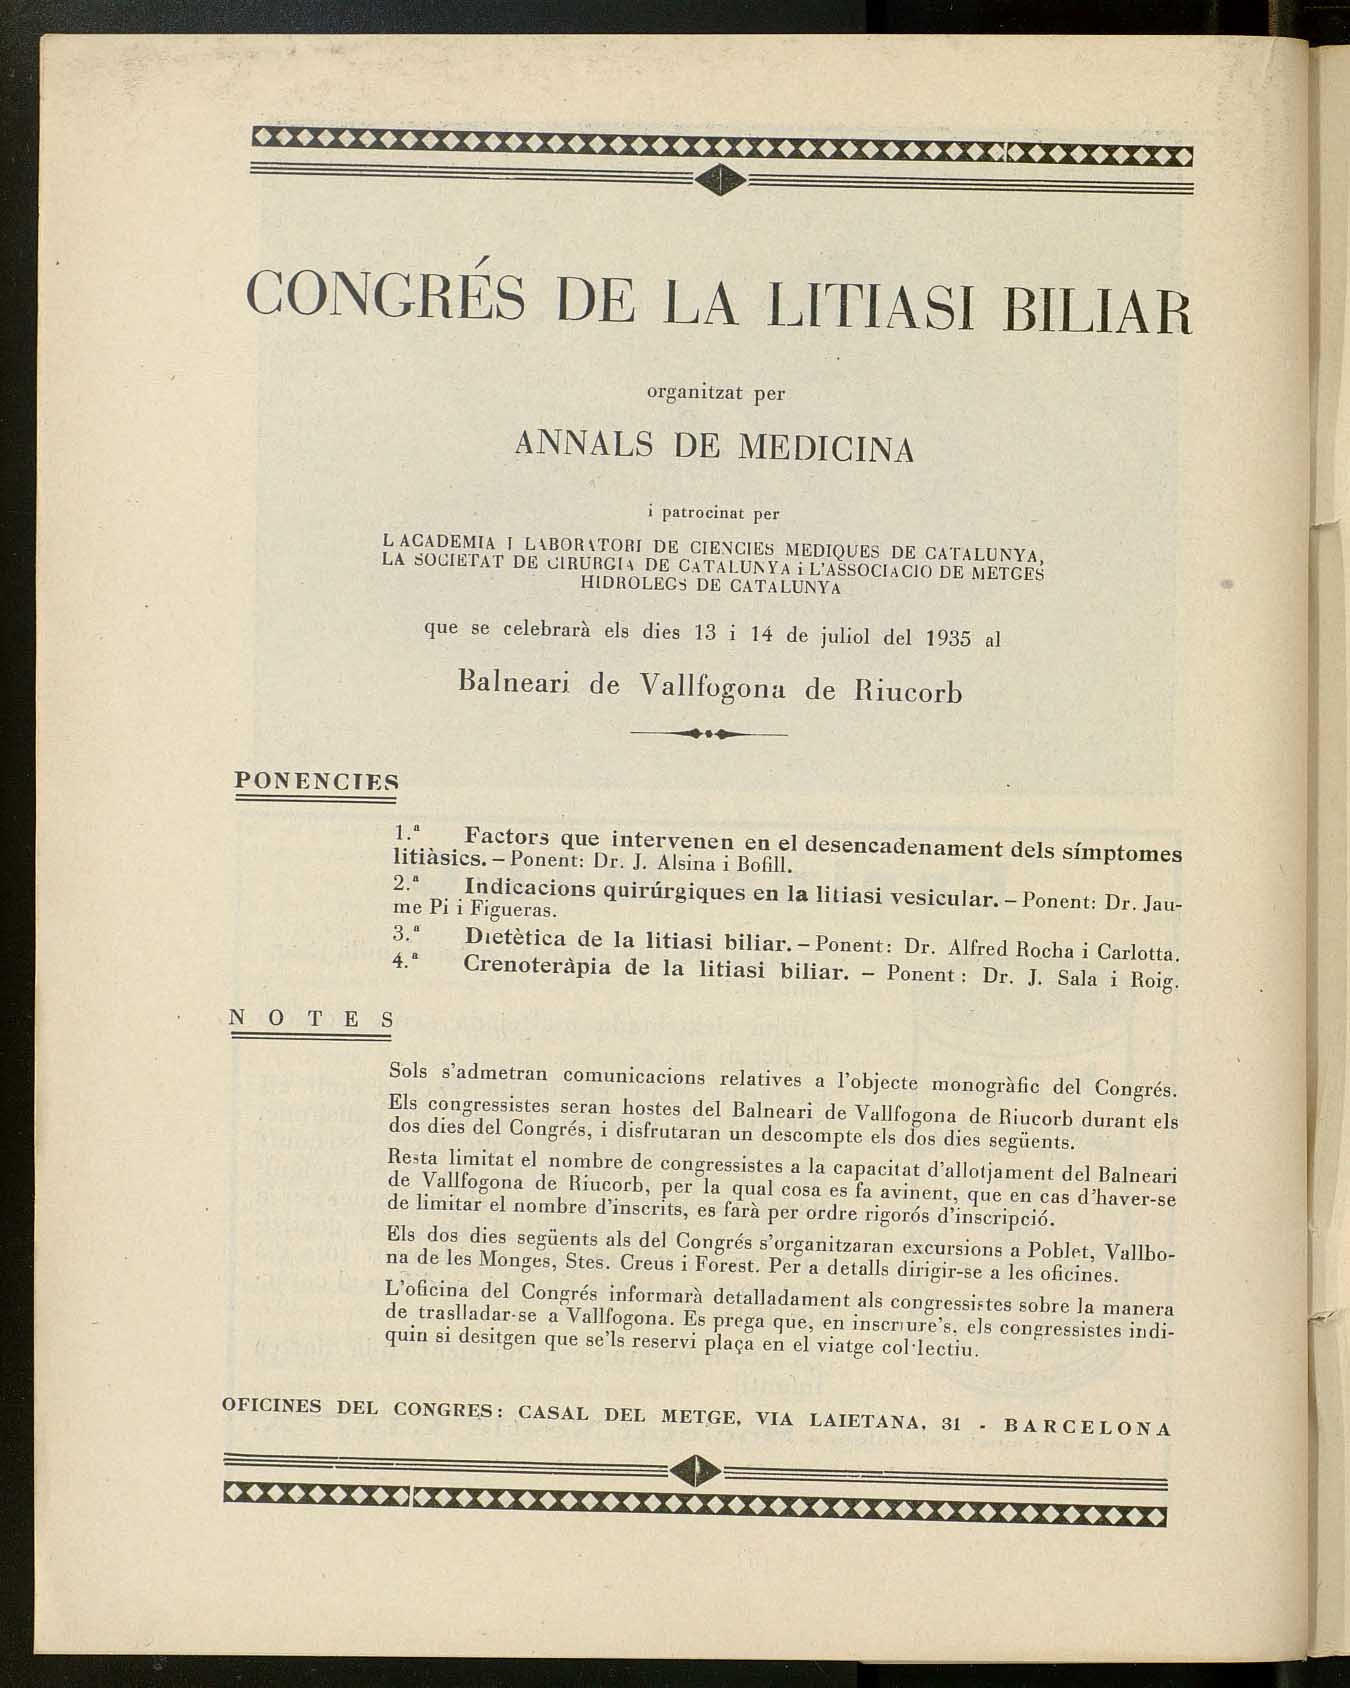 CONGRÉS DE LA LITIASI BILIAR
organitzat per
ANNALS DE MEDICINA
i patrocinat per
L ACADEMIA I LABORATORI DE CIENCIES MEDIQUES DE CATALUNYA,
LA SOCIETAT DE CIRURGIA DE CATALUNYA i L'ASSOCIACIO DE METGES
HIDROLEGS DE CATALUNYA
que se celebrarà els dies 13 i 14 de juliol del 1935 al
Balneari de Vallfogona de Riucorb
PONENCIES
1.ª Factors que intervenen en el desencadenament dels símptomes
litiàsics. – Ponent: Dr. J. Alsina i Bofill.
2.ª Indicacions quirúrgiques en la litiasi vesicular. – Ponent: Dr. Jau-
me Pi i Figueras.
3.ª Dietètica de la litiasi biliar. – Ponent: Dr. Alfred Rocha i Carlotta.
4.ª Crenoteràpia de la litiasi biliar. – Ponent: Dr. J. Sala i Roig.
NOTES
Sols s'admetran comunicacions relatives a l'objecte monogràfic del Congrés.
Els congressistes seran hostes del Balneari de Vallfogona de Riucorb durant els
dos dies del Congrés, i disfrutaran un descompte els dos dies següents.
Resta limitat el nombre de congressistes a la capacitat d'allotjament del Balneari
de Vallfogona de Riucorb, per la qual cosa es fa avinent, que en cas d'haver-se
de limitar el nombre d'inscrits, es farà per ordre rigorós d'inscripció.
Els dos dies següents als del Congrés s'organitzaran excursions a Poblet, Vallbo-
na de les Monges, Stes. Creus i Forest. Per a detalls dirigir-se a les oficines.
L'oficina del Congrés informarà detalladament als congressistes sobre la manera
de traslladar-se a Vallfogona. Es prega que, en inscriure's, els congressistes indi-
quin si desitgen que se'ls reservi plaça en el viatge col·lectiu.
OFICINES DEL CONGRES: CASAL DEL METGE, VIA LAIETANA, 31 - BARCELONA